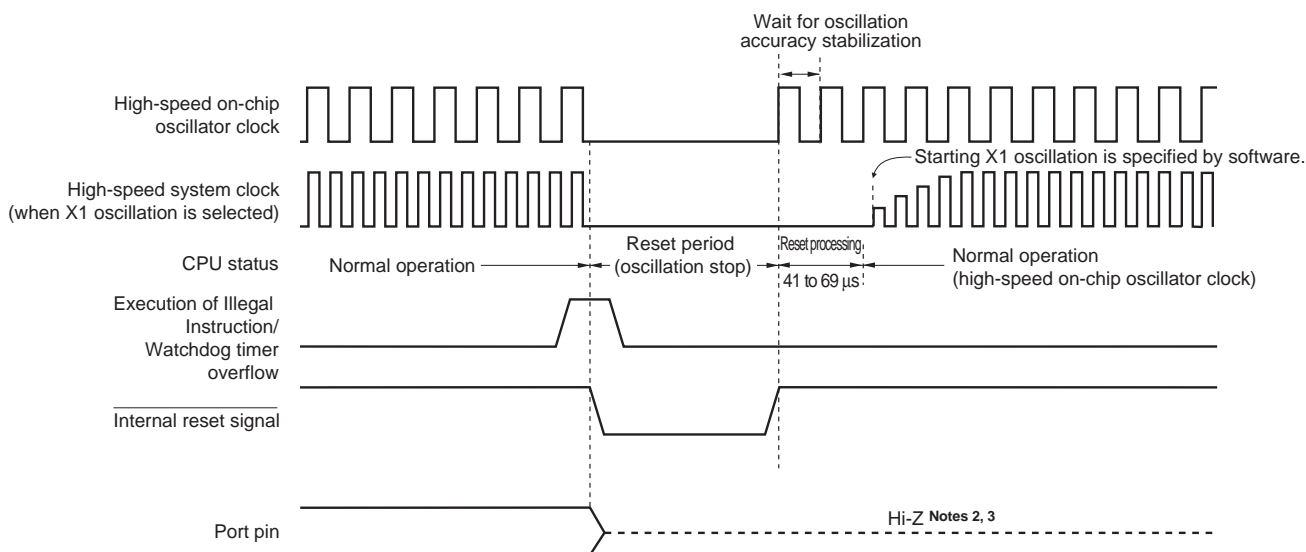 Wait for oscillation
accuracy stabilization
High-speed on-chip
oscillator clock
Starting X1 oscillation is specified by software.
High-speed system clock
(when X1 oscillation is selected)
CPU status
Normal operation
Reset period
(oscillation stop)
Reset processing
41 to 69 μs
Normal operation
(high-speed on-chip oscillator clock)
Execution of Illegal
Instruction/
Watchdog timer
overflow
Internal reset signal
Port pin
Hi-Z Notes 2, 3